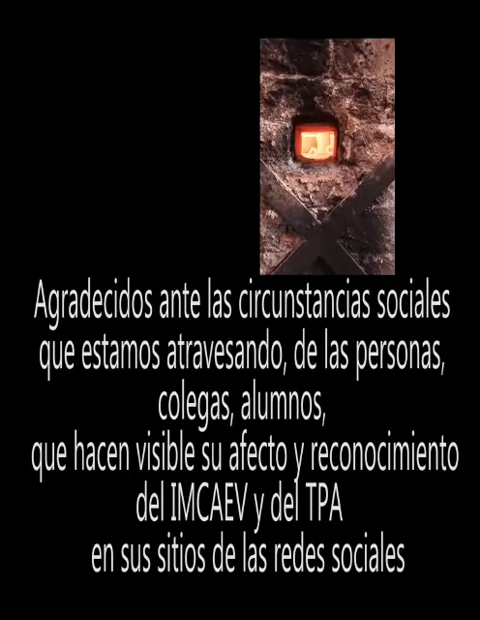 Agradecidos ante las circunstancias sociales
que estamos atravesando, de las personas,
colegas, alumnos,
que hacen visible su afecto y reconocimiento
del IMCAEV y del TPA
en sus sitios de las redes sociales